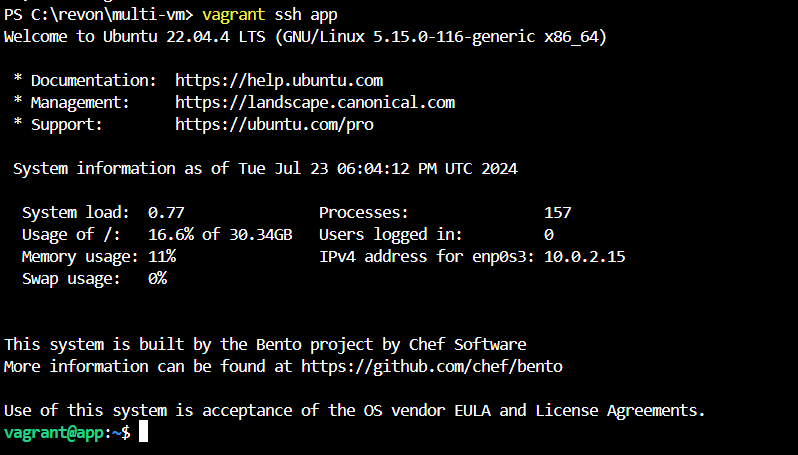 PS C:\revon\multi-vm> vagrant ssh app
Welcome to Ubuntu 22.04.4 LTS (GNU/Linux 5.15.0-116-generic x86_64)
* Documentation:  https://help.ubuntu.com
* Management:     https://landscape.canonical.com
* Support:        https://ubuntu.com/pro
System information as of Tue Jul 23 06:04:12 PM UTC 2024
System load:  0.77               Processes:               157
Usage of /:   16.6% of 30.34GB   Users logged in:         0
Memory usage: 11%                IPv4 address for enp0s3: 10.0.2.15
Swap usage:   0%
This system is built by the Bento project by Chef Software
More information can be found at https://github.com/chef/bento
Use of this system is acceptance of the OS vendor EULA and License Agreements.
vagrant@app:~$